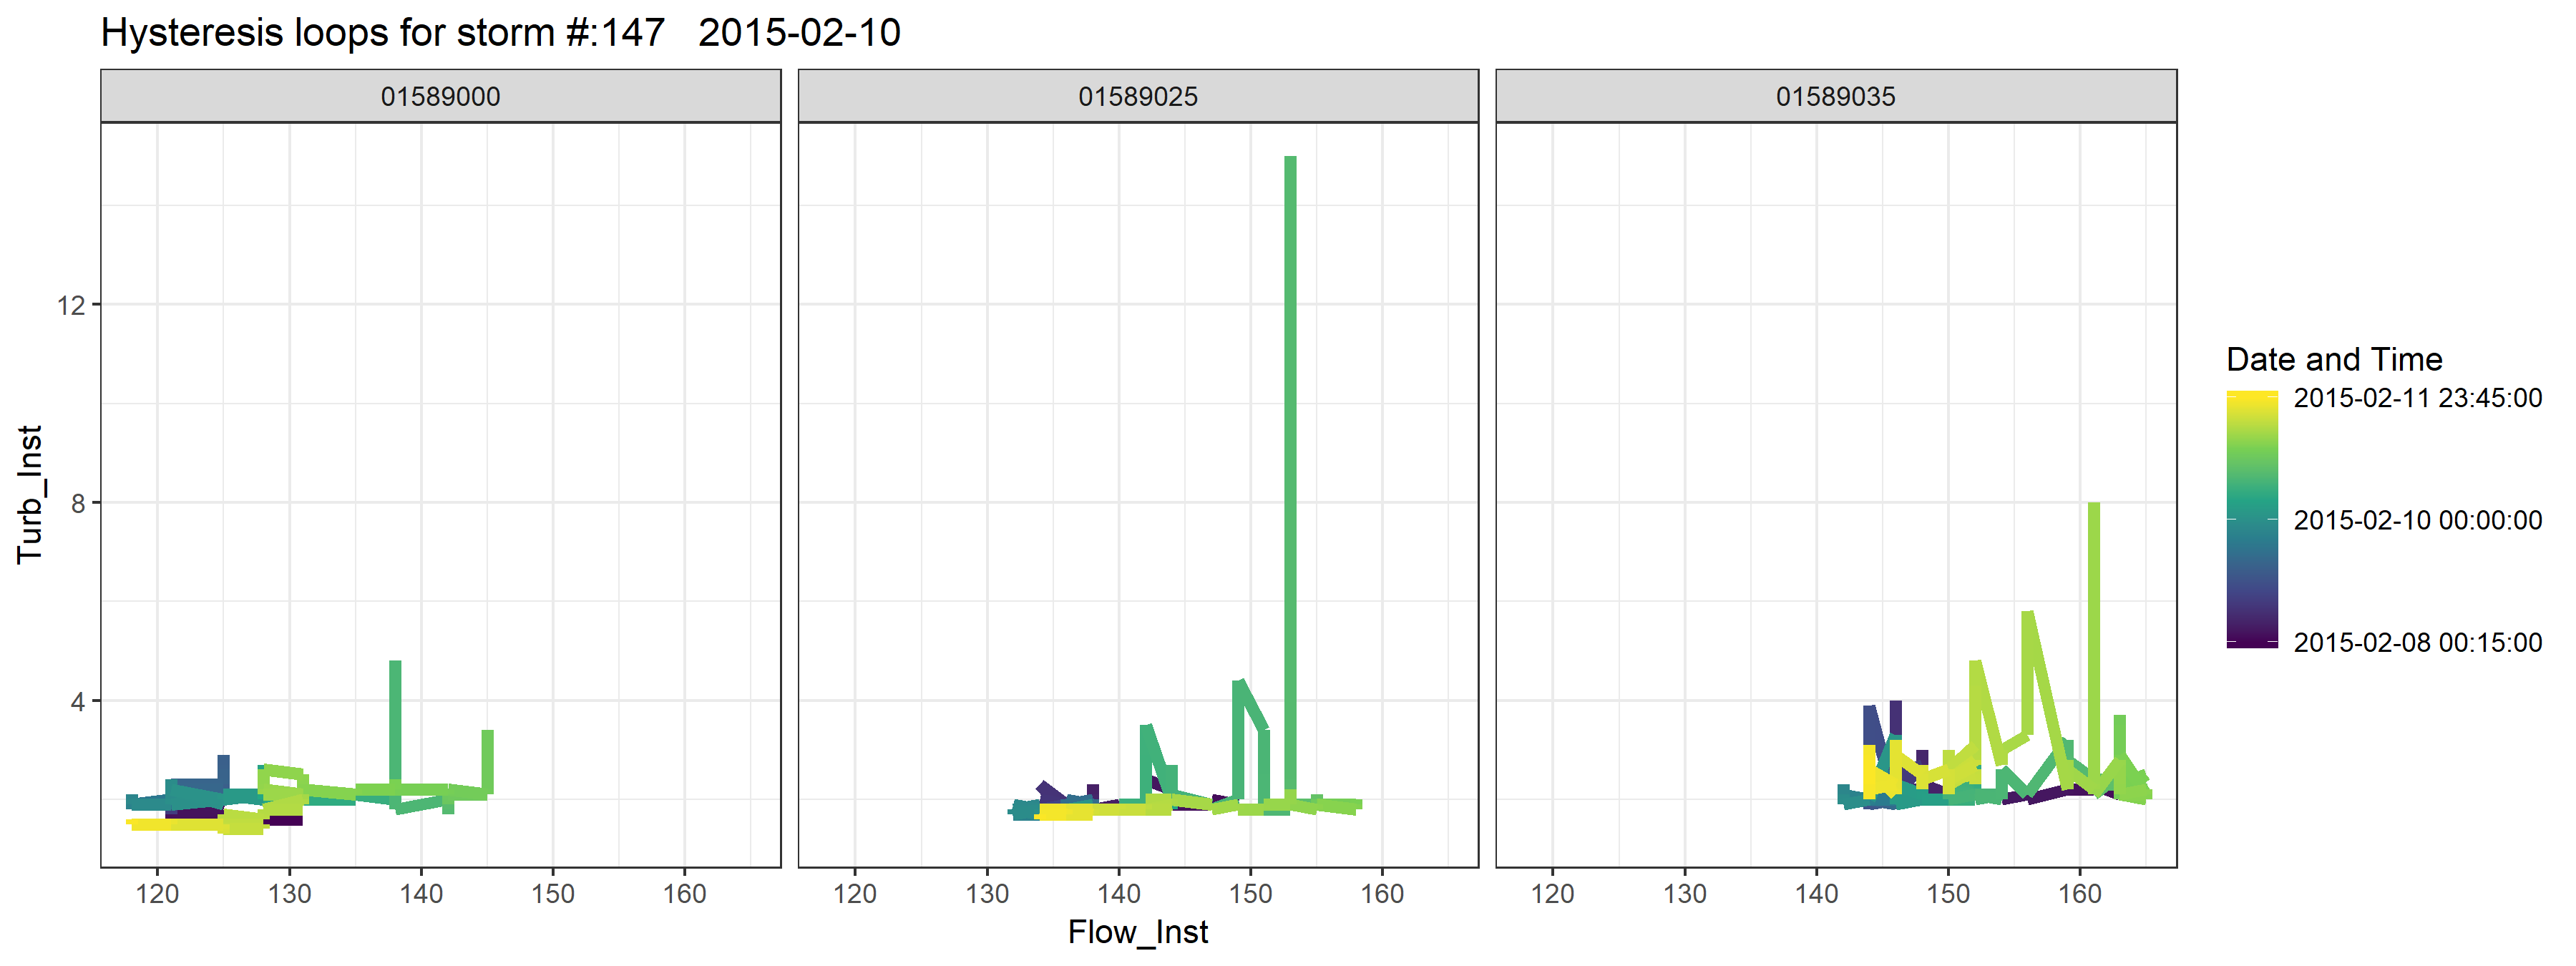 Hysteresis loops for storm #:147   2015-02-10
01589000
01589025
01589035
Turb_Inst
12
8
4
120 130 140 150 160
120 130 140 150 160
120 130 140 150 160
Flow_Inst
Date and Time
2015-02-11 23:45:00
2015-02-10 00:00:00
2015-02-08 00:15:00